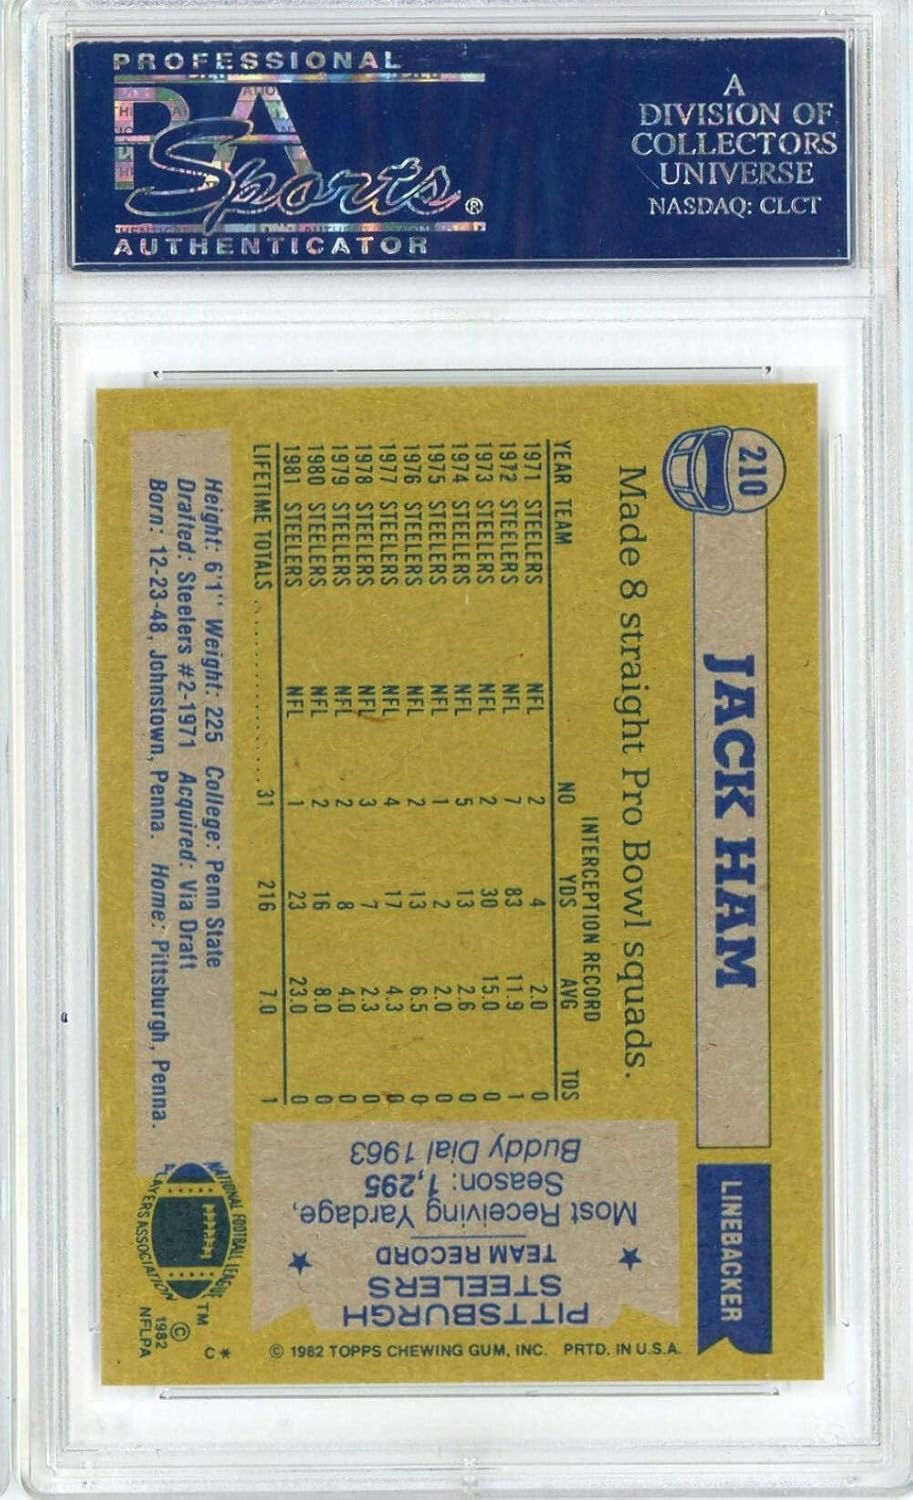 PROFESSIONAL
PSA
Sports®
AUTHENTICATOR
A
DIVISION OF
COLLECTORS
UNIVERSE
NASDAQ: CLCT
210
JACK HAM
LINEBACKER
Made 8 straight Pro Bowl squads.
INTERCEPTION RECORD
YEAR TEAM NO YDS AVG TDS
1971 STEELERS NFL 2 4 2.0 0
1972 STEELERS NFL 7 83 11.9 1
1973 STEELERS NFL 2 30 15.0 0
1974 STEELERS NFL 5 13 2.6 0
1975 STEELERS NFL 1 2 2.0 0
1976 STEELERS NFL 2 13 6.5 0
1977 STEELERS NFL 4 17 4.3 0
1978 STEELERS NFL 3 7 2.3 0
1979 STEELERS NFL 2 8 4.0 0
1980 STEELERS NFL 2 16 8.0 0
1981 STEELERS NFL 1 23 23.0 0
LIFETIME TOTALS 31 216 7.0 1
Height: 6'1" Weight: 225 College: Penn State
Drafted: Steelers #2-1971 Acquired: Via Draft
Born: 12-23-48, Johnstown, Penna. Home: Pittsburgh, Penna.
PITTSBURGH
STEELERS
TEAM RECORD
Most Receiving Yardage,
Season: 1,295
Buddy Dial 1963
NATIONAL FOOTBALL LEAGUE
PLAYERS ASSOCIATION
TM
©
1982
NFLPA
C*
© 1982 TOPPS CHEWING GUM, INC. PRTD. IN U.S.A.